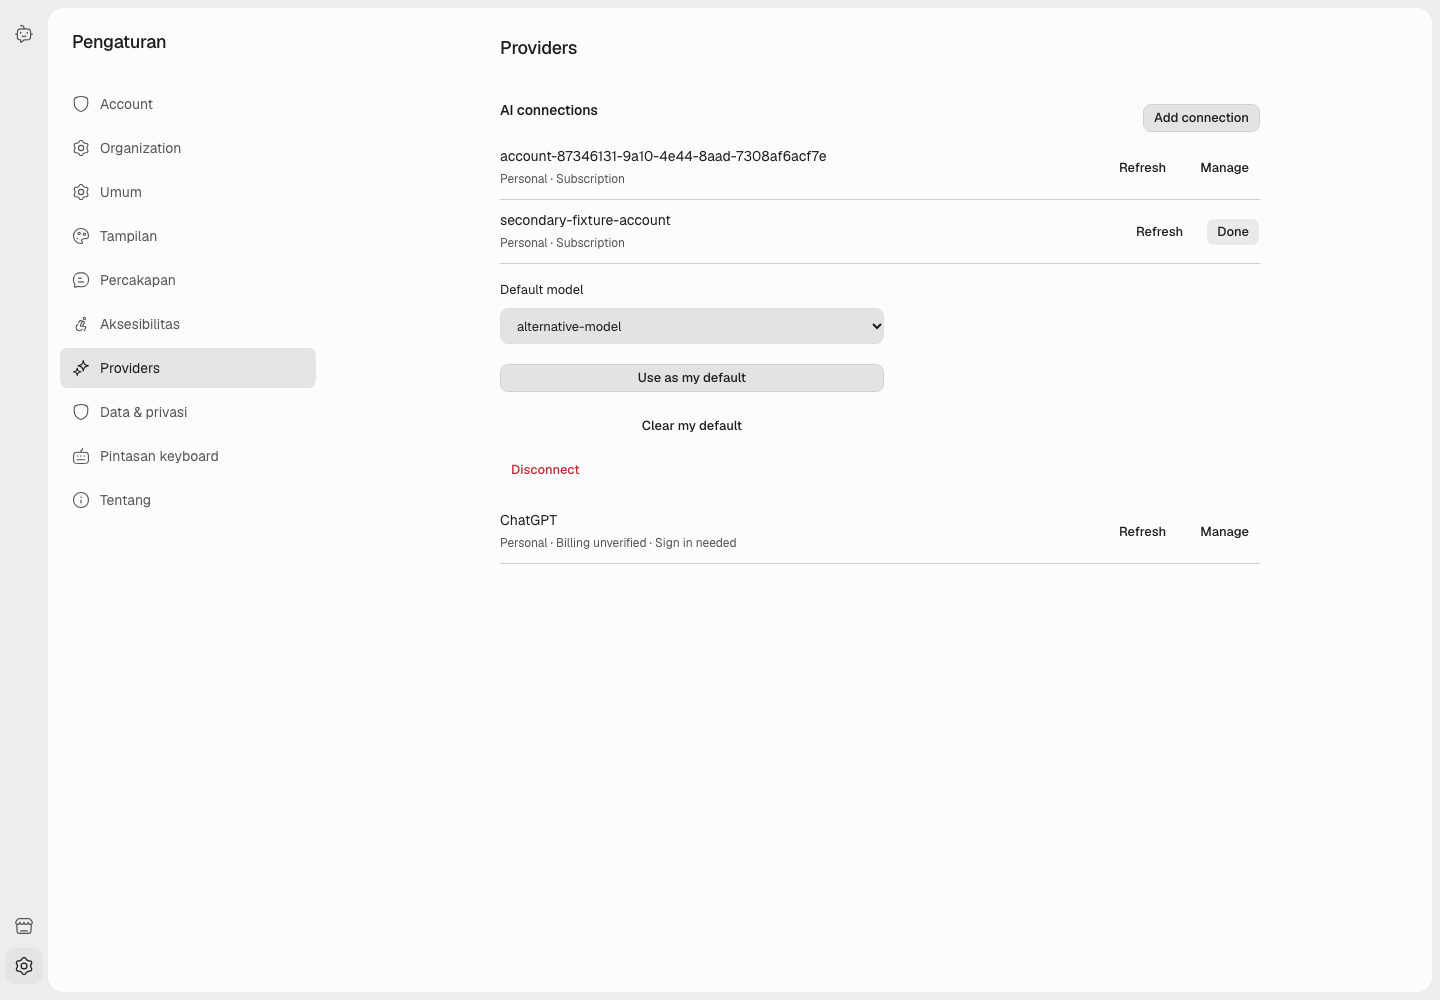 Pengaturan
Account
Organization
Umum
Tampilan
Percakapan
Aksesibilitas
Providers
Data & privasi
Pintasan keyboard
Tentang
Providers
AI connections
Add connection
account-87346131-9a10-4e44-8aad-7308af6acf7e
Personal · Subscription
Refresh
Manage
secondary-fixture-account
Personal · Subscription
Refresh
Done
Default model
alternative-model
Use as my default
Clear my default
Disconnect
ChatGPT
Personal · Billing unverified · Sign in needed
Refresh
Manage